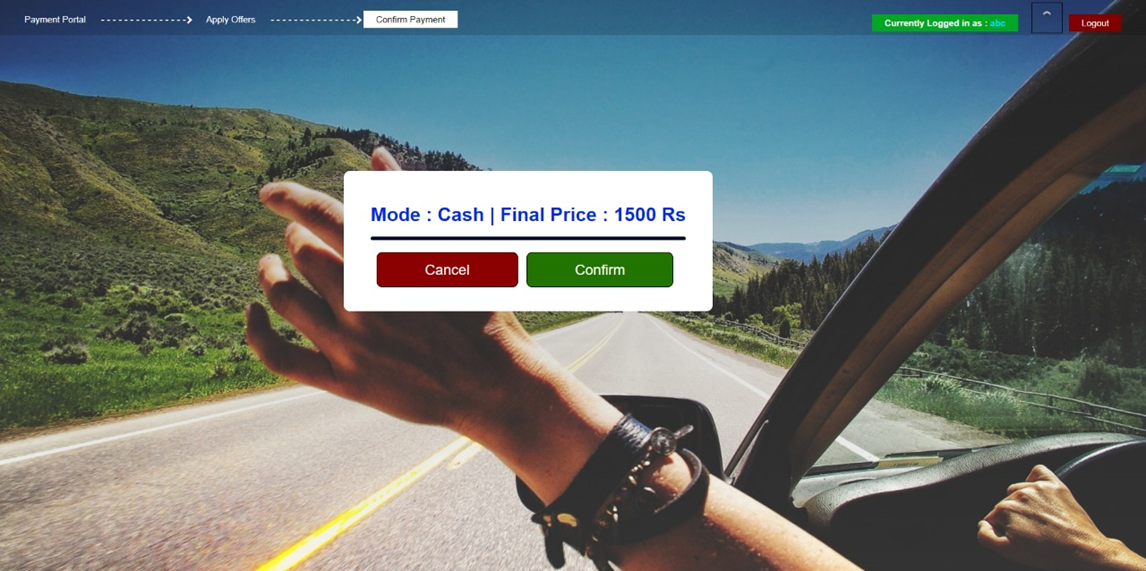 Payment Portal
Apply Offers
Confirm Payment
Currently Logged in as : abc
Logout
Mode : Cash | Final Price : 1500 Rs
Cancel
Confirm